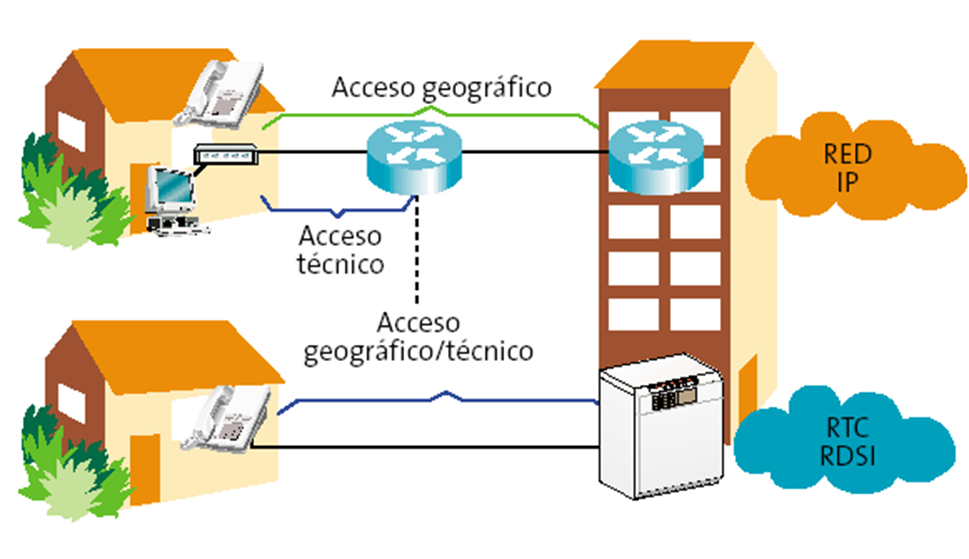 Acceso geográfico
RED
IP
Acceso
técnico
Acceso
geográfico/técnico
RTC
RDSI